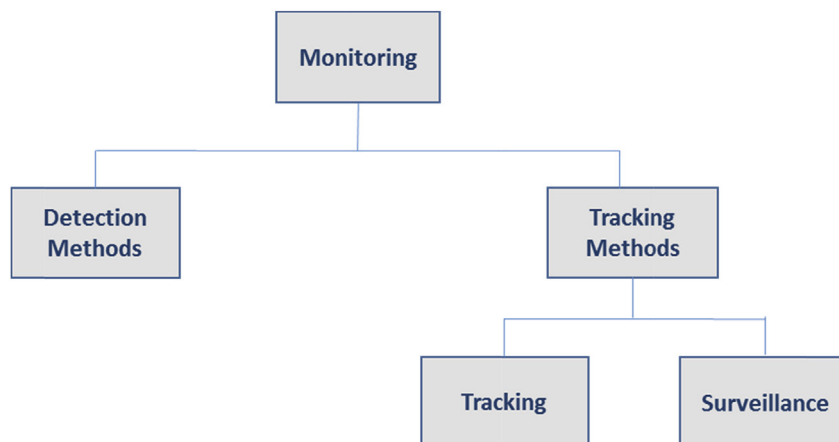 Monitoring
Detection
Methods
Tracking
Methods
Tracking
Surveillance